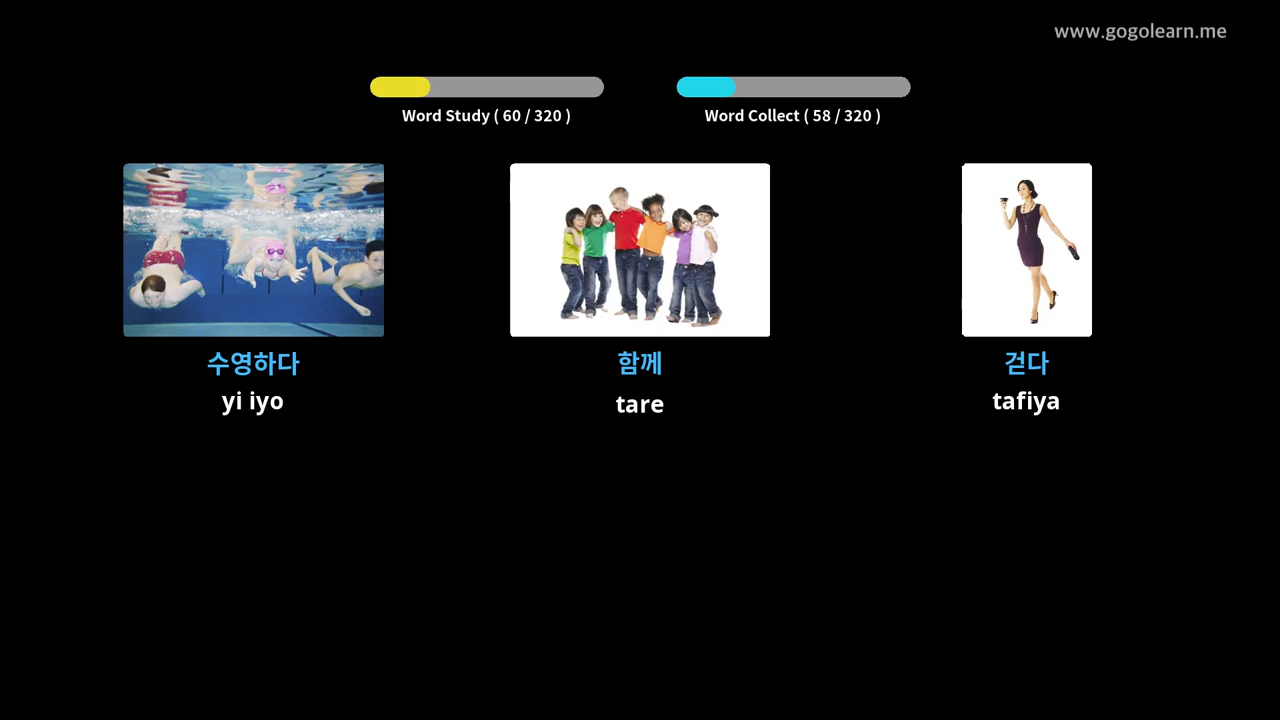 www.gogolearn.me
Word Study ( 60 / 320 )
Word Collect ( 58 / 320 )
수영하다
yi iyo
함께
tare
걷다
tafiya